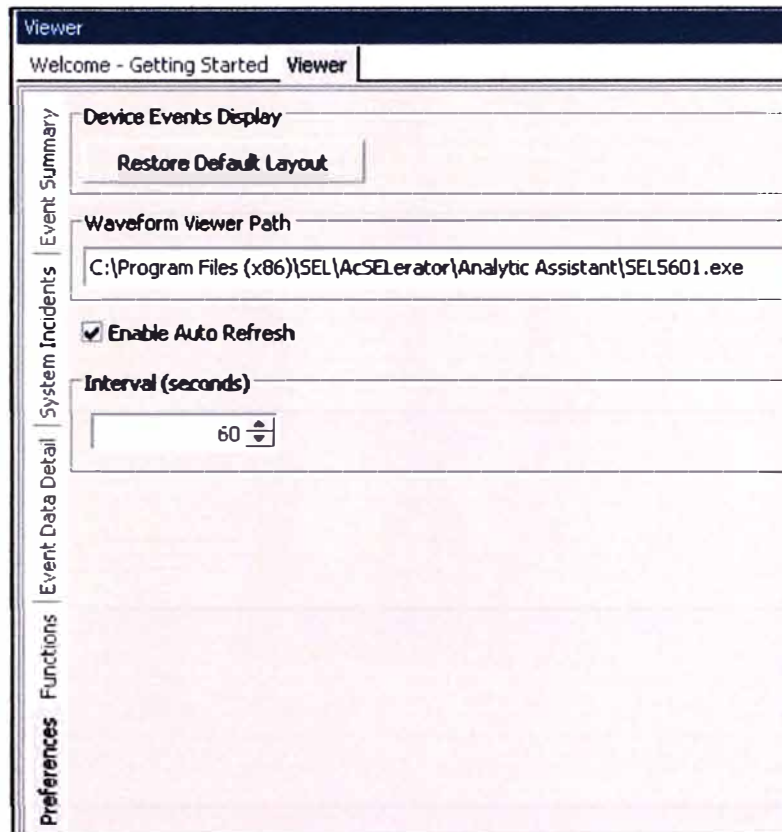 Viewer
Welcome - Getting Started Viewer
Event Summary
System Incidents
Event Data Detail
Functions
Preferences
Device Events Display
Restore Default Layout
Waveform Viewer Path
C:\Program Files (x86)\SEL\AcSELerator\Analytic Assistant\SEL5601.exe
Enable Auto Refresh
Interval (seconds)
60